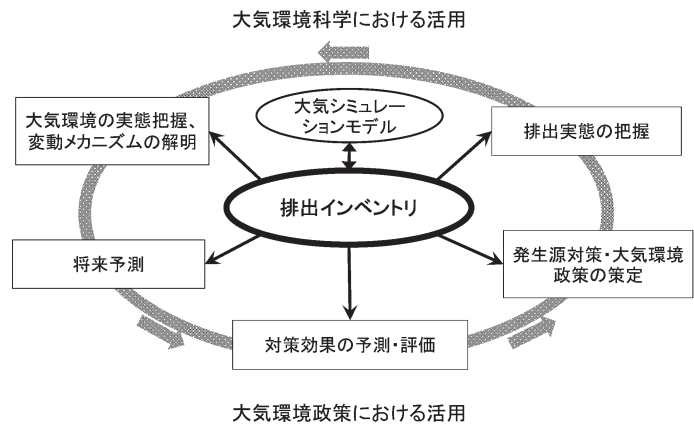 大気環境科学における活用
大気シミュレー
ションモデル
大気環境の実態把握、
変動メカニズムの解明
排出実態の把握
排出インベントリ
将来予測
発生源対策・大気環境
政策の策定
対策効果の予測・評価
大気環境政策における活用